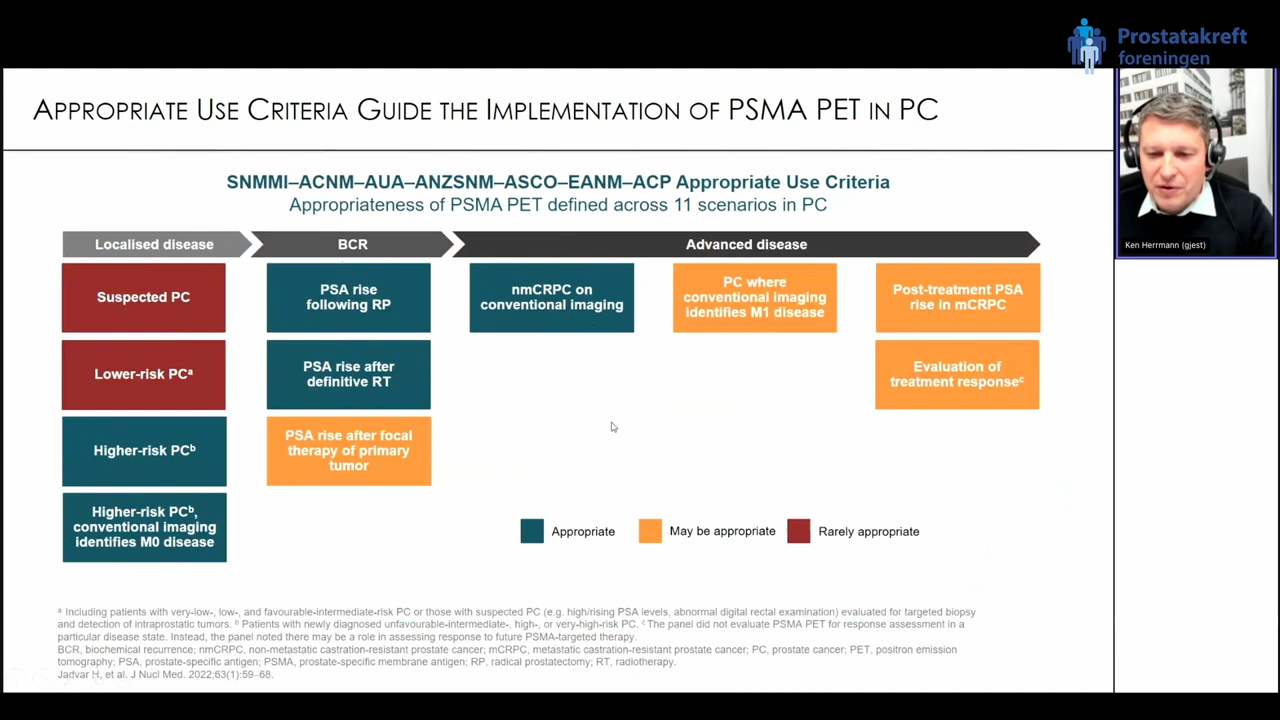 Prostatakreft
foreningen
APPROPRIATE USE CRITERIA GUIDE THE IMPLEMENTATION OF PSMA PET IN PC
Ken Herrmann (gjest)
SNMMI–ACNM–AUA–ANZSNM–ASCO–EANM–ACP Appropriate Use Criteria
Appropriateness of PSMA PET defined across 11 scenarios in PC
Localised disease
BCR
Advanced disease
Suspected PC
PSA rise
following RP
nmCRPC on
conventional imaging
PC where
conventional imaging
identifies M1 disease
Post-treatment PSA
rise in mCRPC
Lower-risk PCᵃ
PSA rise after
definitive RT
Evaluation of
treatment responseᶜ
Higher-risk PCᵇ
PSA rise after focal
therapy of primary
tumor
Higher-risk PCᵇ,
conventional imaging
identifies M0 disease
Appropriate
May be appropriate
Rarely appropriate
ᵃ Including patients with very-low-, low-, and favourable-intermediate-risk PC or those with suspected PC (e.g. high/rising PSA levels, abnormal digital rectal examination) evaluated for targeted biopsy
and detection of intraprostatic tumors. ᵇ Patients with newly diagnosed unfavourable-intermediate-, high-, or very-high-risk PC. ᶜ The panel did not evaluate PSMA PET for response assessment in a
particular disease state. Instead, the panel noted there may be a role in assessing response to future PSMA-targeted therapy.
BCR, biochemical recurrence; nmCRPC, non-metastatic castration-resistant prostate cancer; mCRPC, metastatic castration-resistant prostate cancer; PC, prostate cancer; PET, positron emission
tomography; PSA, prostate-specific antigen; PSMA, prostate-specific membrane antigen; RP, radical prostatectomy; RT, radiotherapy.
Jadvar H, et al. J Nucl Med. 2022;63(1):59–68.